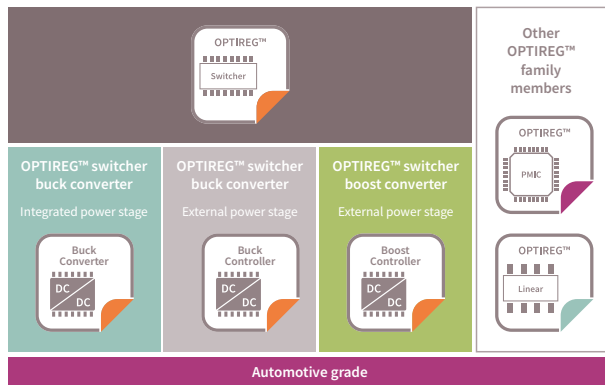 OPTIREG™
Switcher
OPTIREG™ switcher
buck converter
Integrated power stage
Buck
Converter
DC
DC
OPTIREG™ switcher
buck converter
External power stage
Buck
Controller
DC
DC
OPTIREG™ switcher
boost converter
External power stage
Boost
Controller
DC
DC
Other
OPTIREG™
family
members
OPTIREG™
PMIC
OPTIREG™
Linear
Automotive grade